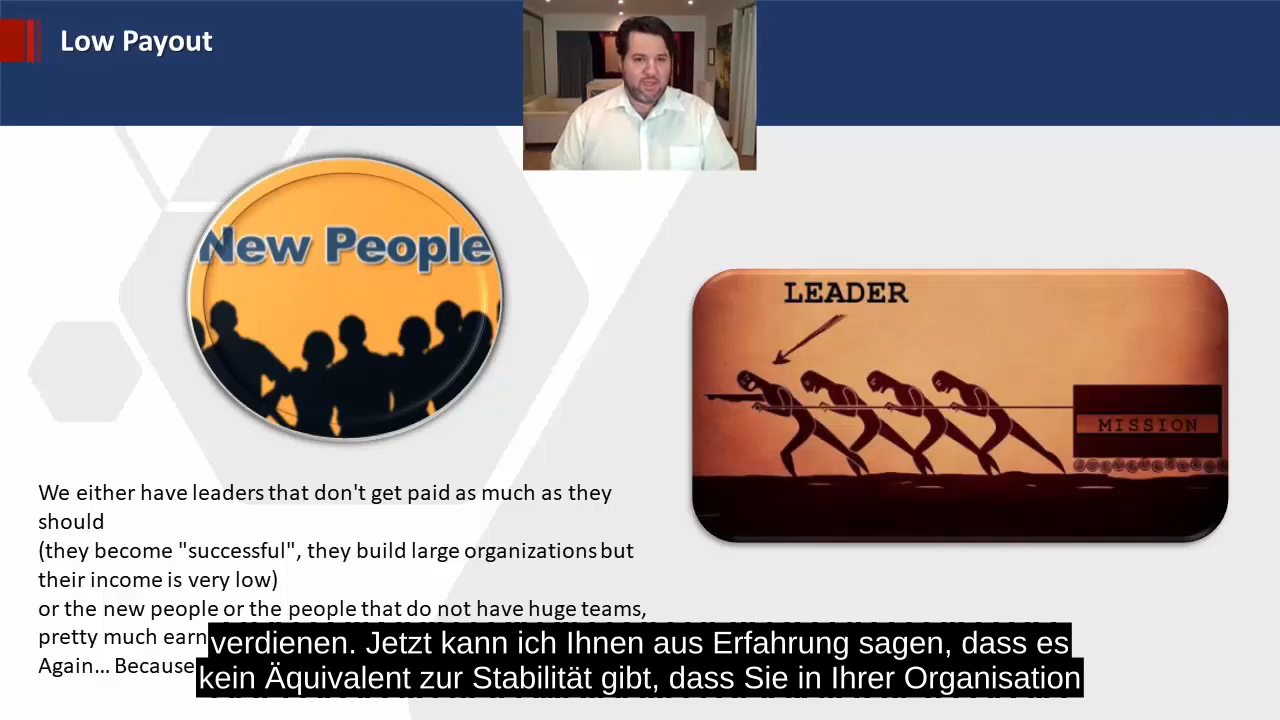 Low Payout
New People
LEADER
MISSION
We either have leaders that don't get paid as much as they
should
(they become "successful", they build large organizations but
their income is very low)
or the new people or the people that do not have huge teams,
pretty much earn
Again... Because
verdienen. Jetzt kann ich Ihnen aus Erfahrung sagen, dass es
kein Äquivalent zur Stabilität gibt, dass Sie in Ihrer Organisation